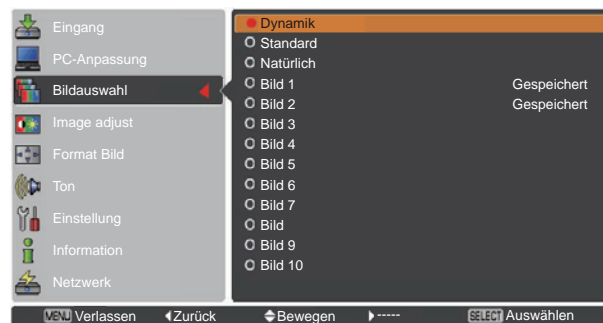 Eingang
PC-Anpassung
Bildauswahl
Image adjust
Format Bild
Ton
Einstellung
Information
Netzwerk
Dynamik
Standard
Natürlich
Bild 1 Gespeichert
Bild 2 Gespeichert
Bild 3
Bild 4
Bild 5
Bild 6
Bild 7
Bild
Bild 9
Bild 10
MENU Verlassen Zurück Bewegen ----- SELECT Auswählen